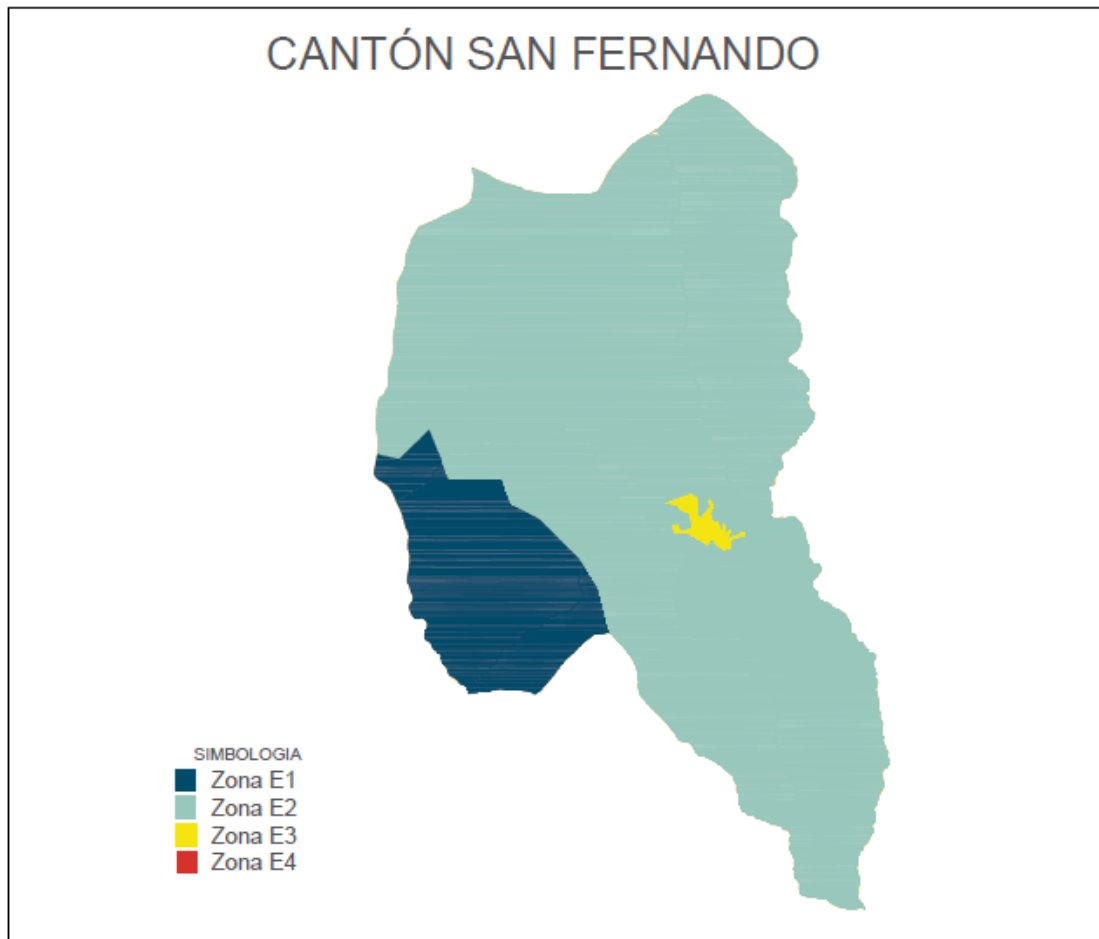 CANTÓN SAN FERNANDO
SIMBOLOGIA
Zona E1
Zona E2
Zona E3
Zona E4